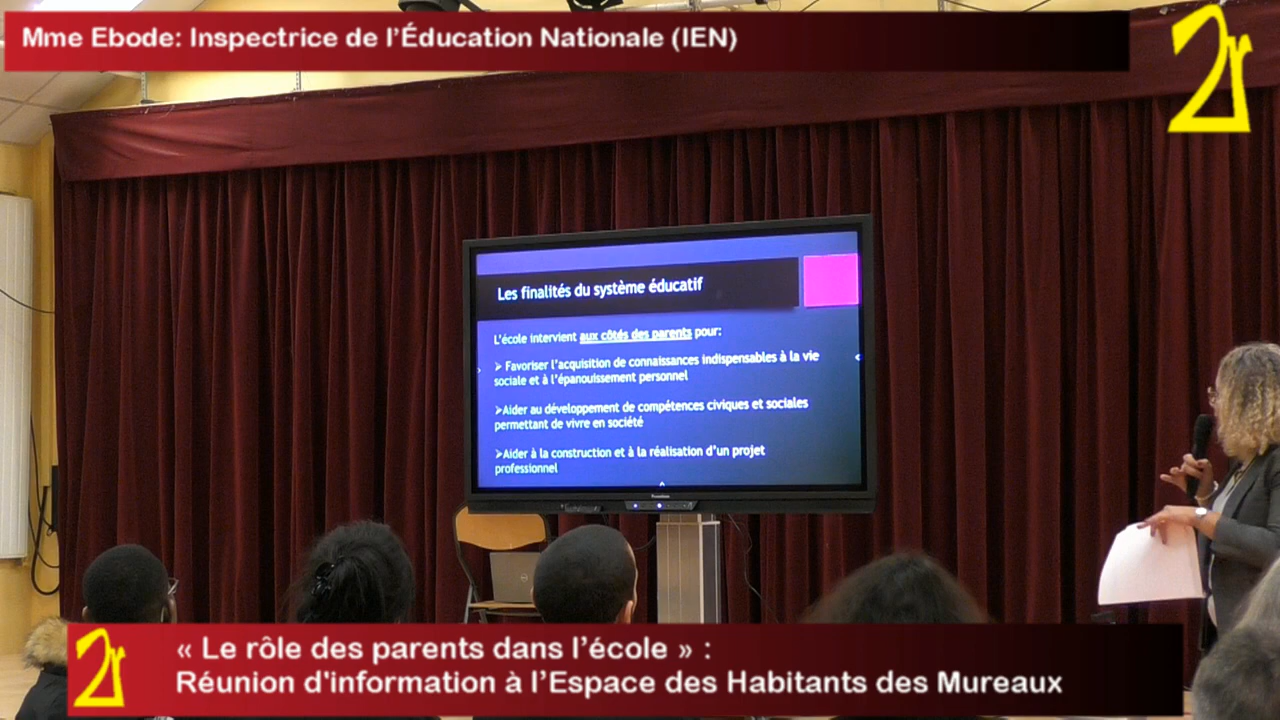 Mme Ebode: Inspectrice de l'Éducation Nationale (IEN)
2r
Les finalités du système éducatif
L'école intervient aux côtés des parents pour:
➢ Favoriser l'acquisition de connaissances indispensables à la vie
sociale et à l'épanouissement personnel
➢Aider au développement de compétences civiques et sociales
permettant de vivre en société
➢Aider à la construction et à la réalisation d'un projet
professionnel
2r
« Le rôle des parents dans l'école » :
Réunion d'information à l'Espace des Habitants des Mureaux